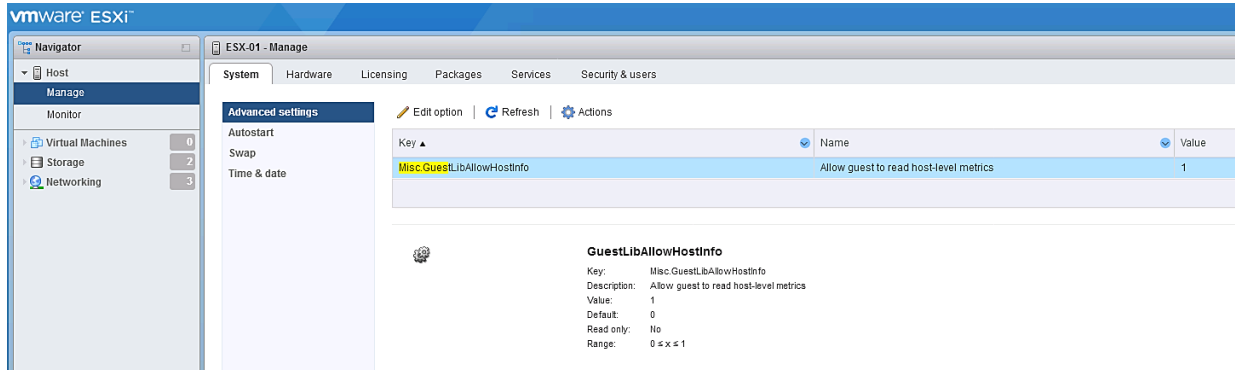 vmware ESXi™
Navigator
ESX-01 - Manage
Host
Manage
Monitor
Virtual Machines 0
Storage 2
Networking 3
System Hardware Licensing Packages Services Security & users
Advanced settings
Autostart
Swap
Time & date
Edit option | Refresh | Actions
Key ▲ Name Value
Misc.GuestLibAllowHostInfo Allow guest to read host-level metrics 1
GuestLibAllowHostInfo
Key: Misc.GuestLibAllowHostInfo
Description: Allow guest to read host-level metrics
Value: 1
Default: 0
Read only: No
Range: 0 ≤ x ≤ 1